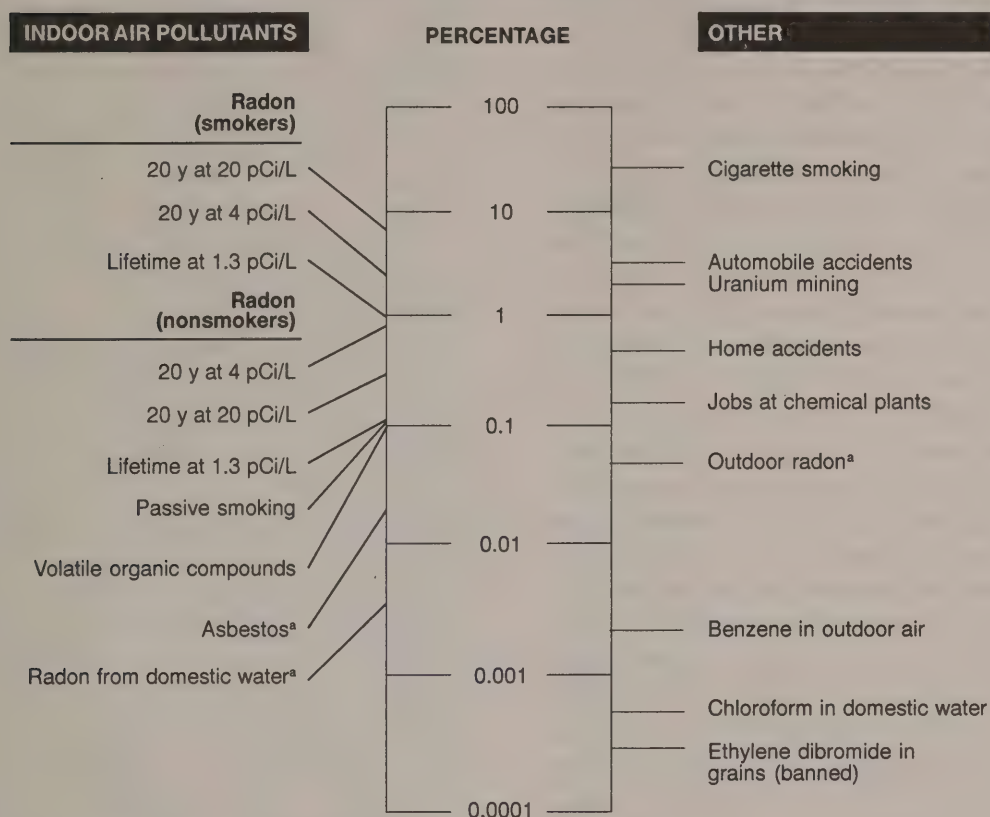 INDOOR AIR POLLUTANTS
PERCENTAGE
OTHER
Radon
(smokers)
20 y at 20 pCi/L
20 y at 4 pCi/L
Lifetime at 1.3 pCi/L
Radon
(nonsmokers)
20 y at 4 pCi/L
20 y at 20 pCi/L
Lifetime at 1.3 pCi/L
Passive smoking
Volatile organic compounds
Asbestosᵃ
Radon from domestic waterᵃ
100
10
1
0.1
0.01
0.001
0.0001
Cigarette smoking
Automobile accidents
Uranium mining
Home accidents
Jobs at chemical plants
Outdoor radonᵃ
Benzene in outdoor air
Chloroform in domestic water
Ethylene dibromide in
grains (banned)